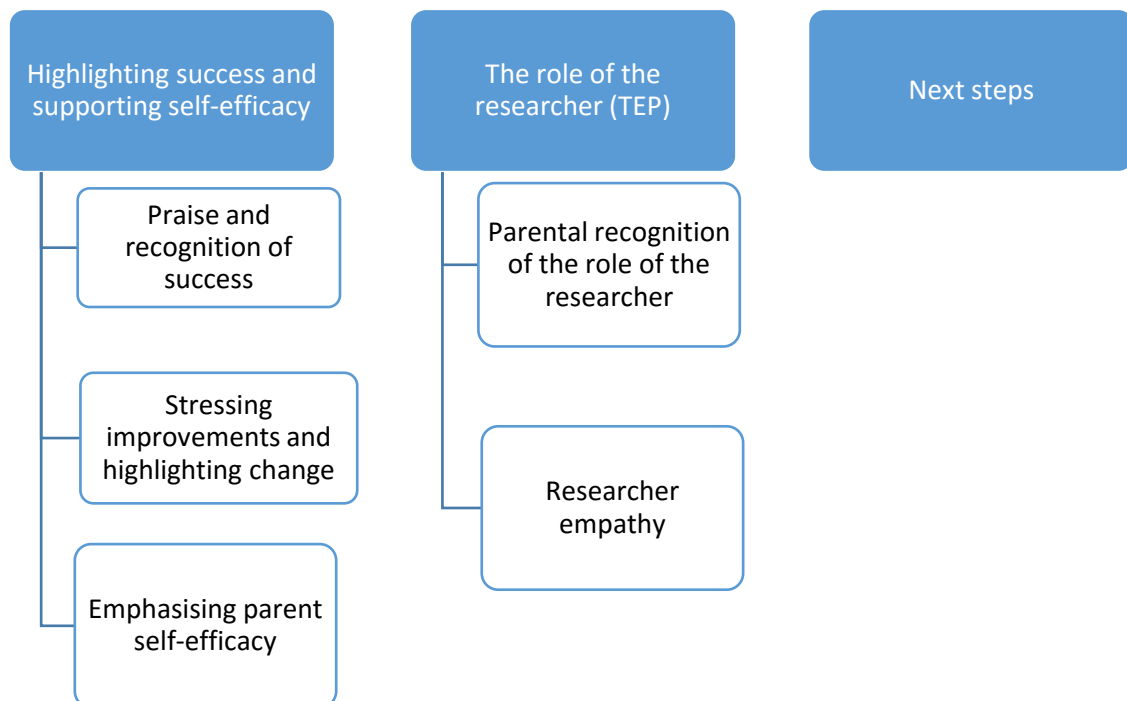 Highlighting success and
supporting self-efficacy
Praise and
recognition of
success
Stressing
improvements and
highlighting change
Emphasising parent
self-efficacy
The role of the
researcher (TEP)
Parental recognition
of the role of the
researcher
Researcher
empathy
Next steps